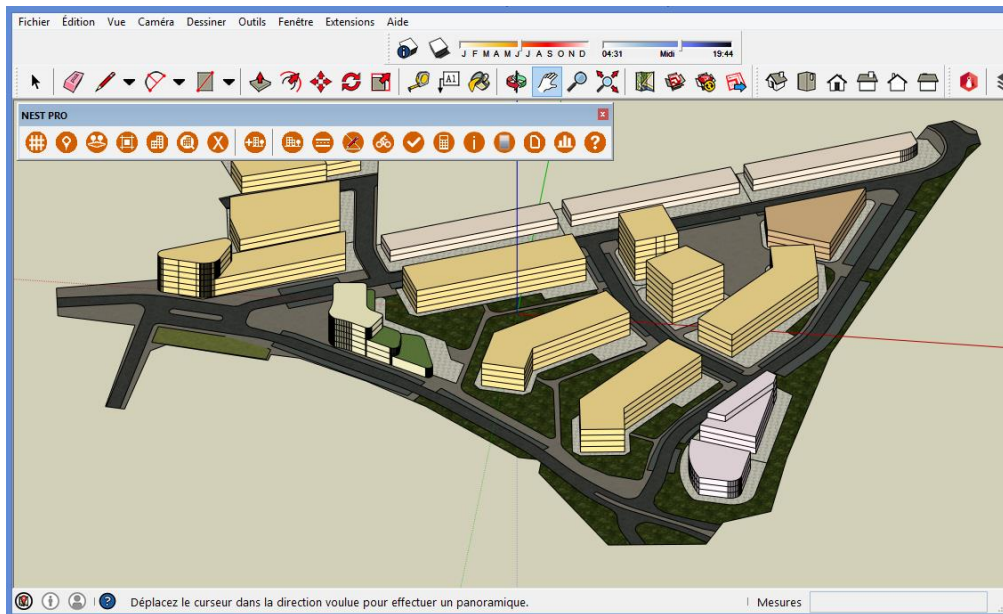 Fichier Édition Vue Caméra Dessiner Outils Fenêtre Extensions Aide
J F M A M J J A S O N D 04:31 Midi 19:44
A1
NEST PRO
Déplacez le curseur dans la direction voulue pour effectuer un panoramique. Mesures